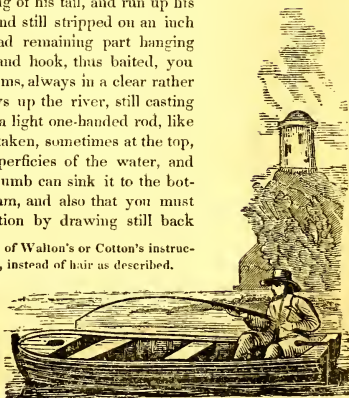 g of his tail, and run up his
nd still stripped on an inch
nd remaining part hanging
and hook, thus baited, you
ms, always in a clear rather
s up the river, still casting
a light one-handed rod, like
taken, sometimes at the top,
perficies of the water, and
umb can sink it to the bot-
am, and also that you must
tion by drawing still back
of Walton's or Cotton's instruc-
, instead of hair as described.